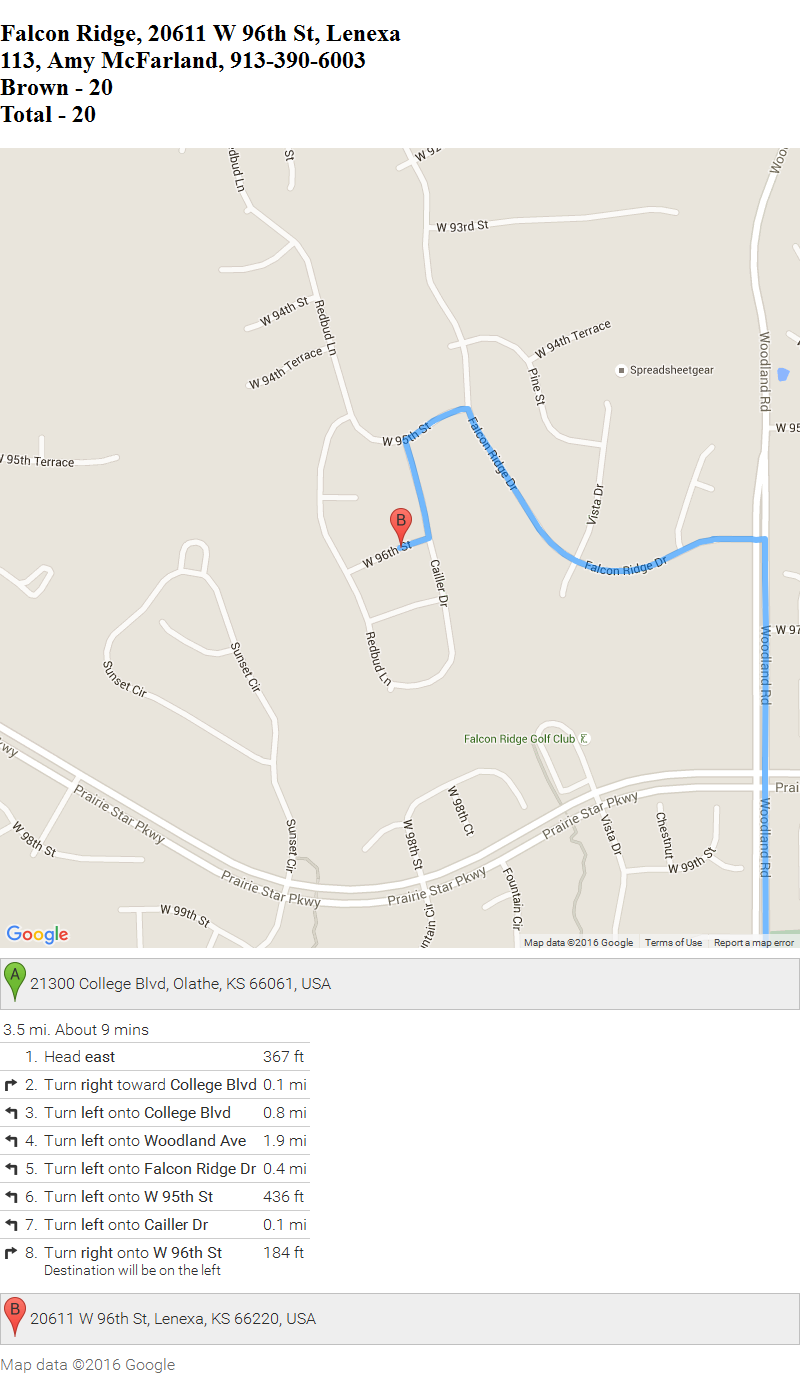 Falcon Ridge, 20611 W 96th St, Lenexa
113, Amy McFarland, 913-390-6003
Brown - 20
Total - 20
dbud Ln
St
W 92
Woo
W 93rd St
W 94th St
Redbud Ln
W 94th Terrace
W 94th Terrace
Pine St
Spreadsheetgear
Woodland Rd
W 95th St
Falcon Ridge Dr
W 95
W 95th Terrace
Vista Dr
B
W 96th St
Cailler Dr
Falcon Ridge Dr
Redbud Ln
Sunset Cir
Sunset Cir
W 97
Woodland Rd
Falcon Ridge Golf Club
Pwy
Prairie Star Pkwy
Prairie Star Pkwy
Prai
W 98th St
W 98th Ct
W 98th St
Sunset Cir
Vista Dr
Chestnut
W 99th St
Woodland Rd
Prairie Star Pkwy
Prairie Star Pkwy
Fountain Cir
W 99th St
ntain Cir
Google
Map data ©2016 Google Terms of Use Report a map error
A 21300 College Blvd, Olathe, KS 66061, USA
3.5 mi. About 9 mins
1. Head east 367 ft
2. Turn right toward College Blvd 0.1 mi
3. Turn left onto College Blvd 0.8 mi
4. Turn left onto Woodland Ave 1.9 mi
5. Turn left onto Falcon Ridge Dr 0.4 mi
6. Turn left onto W 95th St 436 ft
7. Turn left onto Cailler Dr 0.1 mi
8. Turn right onto W 96th St 184 ft
Destination will be on the left
B 20611 W 96th St, Lenexa, KS 66220, USA
Map data ©2016 Google